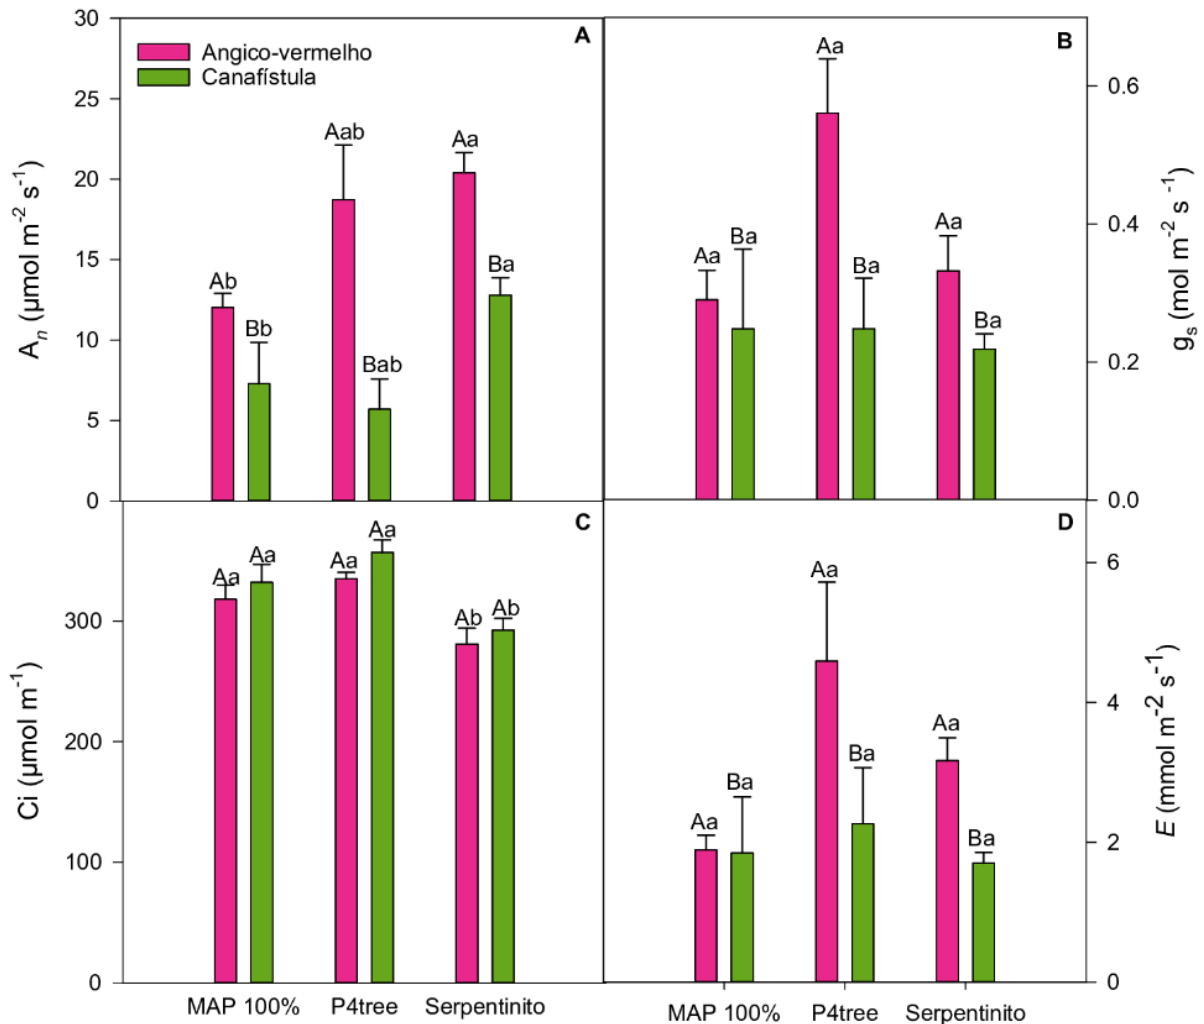 A
Angico-vermelho
Canafístula
30
25
20
15
10
5
0
Aₙ (µmol m⁻² s⁻¹)
Ab
Bb
Aab
Bab
Aa
Ba
B
0.6
0.4
0.2
0.0
gₛ (mol m⁻² s ⁻¹)
Aa
Ba
Aa
Ba
Aa
Ba
C
300
200
100
0
Ci (µmol m⁻¹)
Aa
Aa
Aa
Aa
Ab
Ab
MAP 100% P4tree Serpentinito
D
6
4
2
0
E (mmol m⁻² s⁻¹)
Aa
Ba
Aa
Ba
Aa
Ba
MAP 100% P4tree Serpentinito